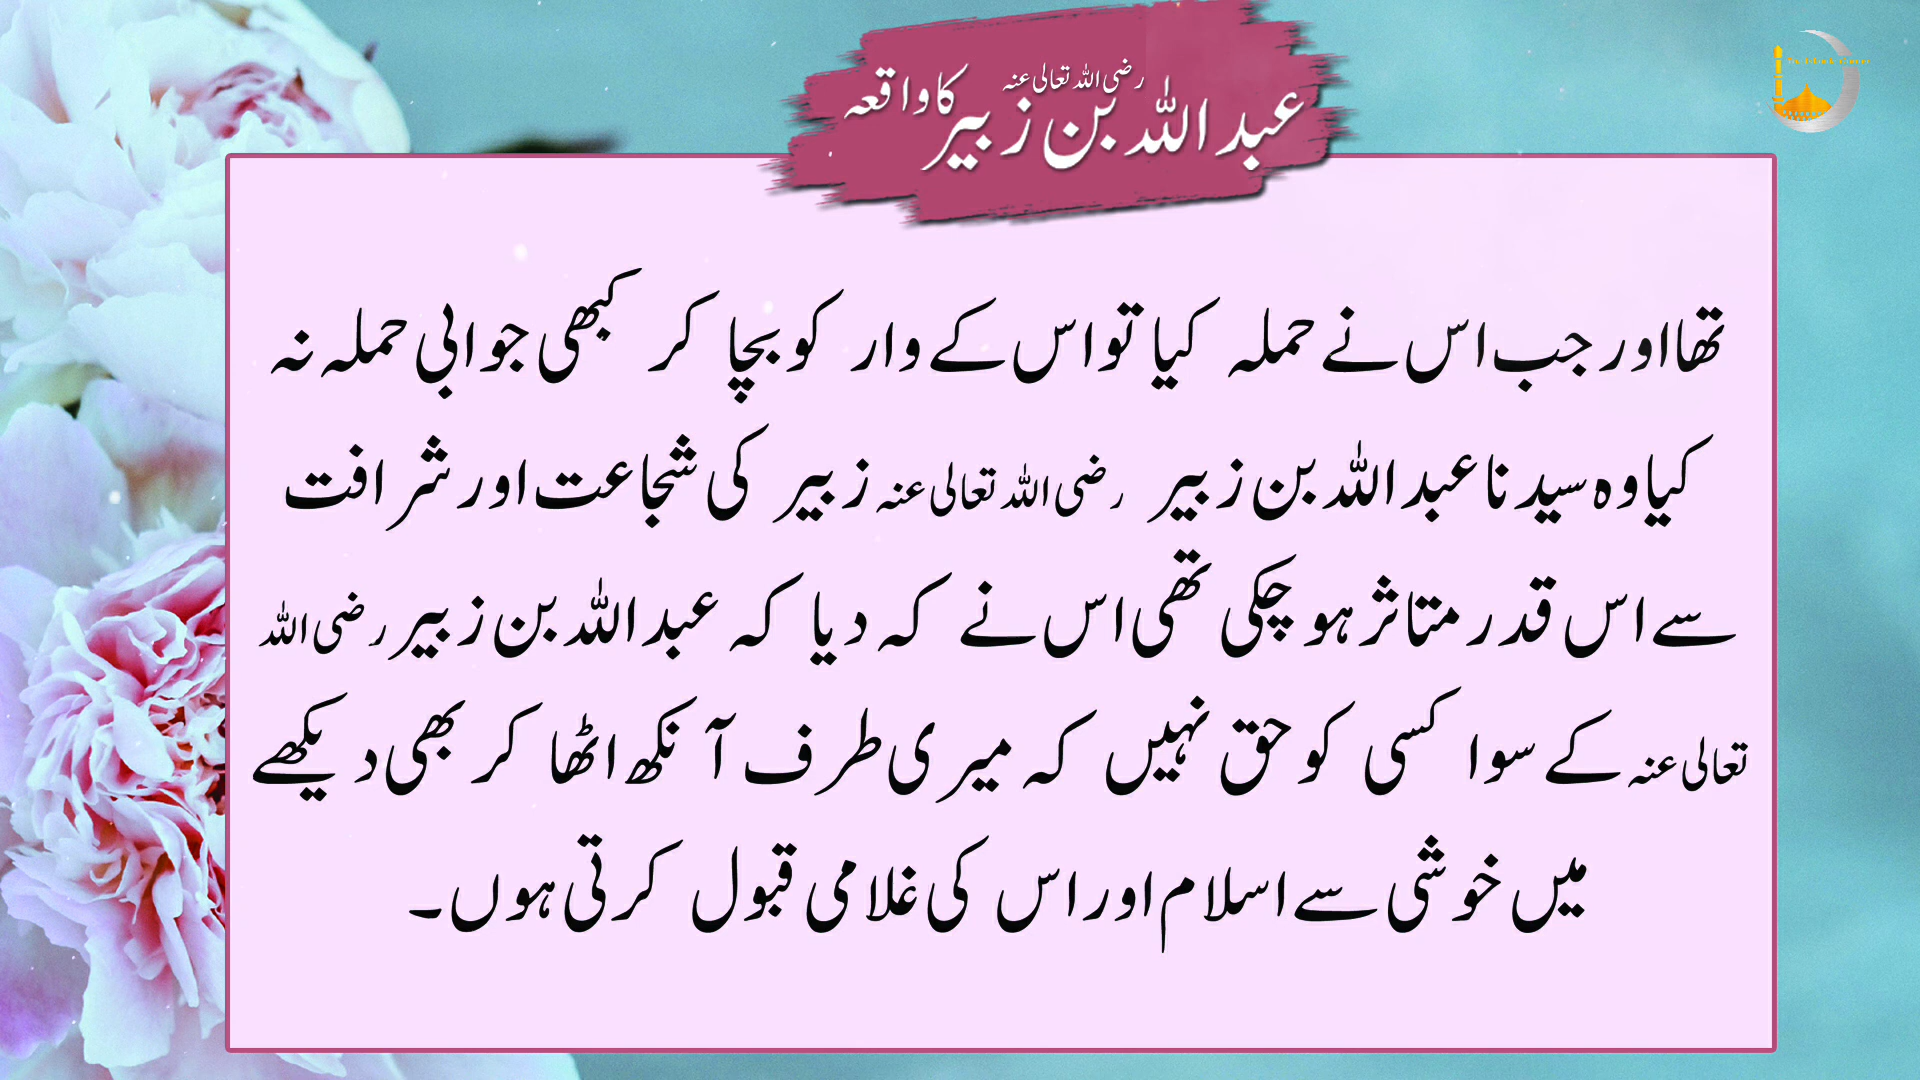 عبداللہ بن زبیر رضی اللہ تعالی عنہ کا واقعہ
تھا اور جب اس نے حملہ کیا تو اس کے وار کو بچا کر کبھی جوابی حملہ نہ
کیا وہ سیدنا عبداللہ بن زبیر رضی اللہ تعالی عنہ زبیر کی شجاعت اور شرافت
سے اس قدر متاثر ہو چکی تھی اس نے کہ دیا کہ عبداللہ بن زبیر رضی اللہ
تعالی عنہ کے سوا کسی کو حق نہیں کہ میری طرف آنکھ اٹھا کر بھی دیکھے
میں خوشی سے اسلام اور اس کی غلامی قبول کرتی ہوں۔